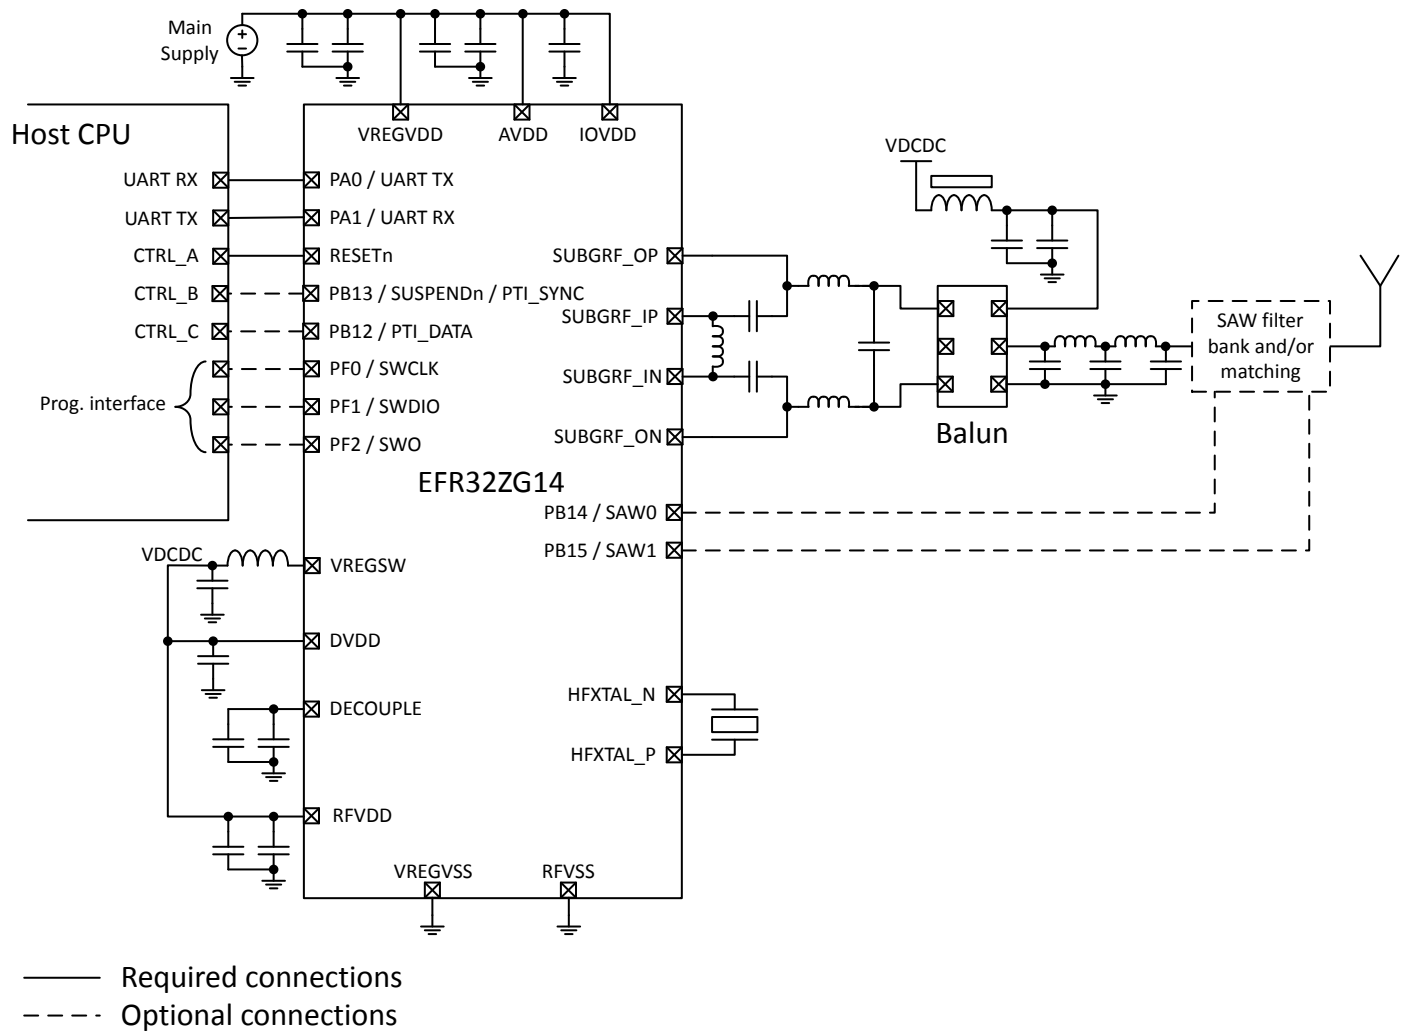 Main
Supply
+
−
Host CPU
VREGVDD
AVDD
IOVDD
VDCDC
UART RX
PA0 / UART TX
UART TX
PA1 / UART RX
CTRL_A
RESETn
SUBGRF_OP
CTRL_B
PB13 / SUSPENDn / PTI_SYNC
SUBGRF_IP
CTRL_C
PB12 / PTI_DATA
SAW filter
bank and/or
matching
PF0 / SWCLK
SUBGRF_IN
Prog. interface
PF1 / SWDIO
PF2 / SWO
SUBGRF_ON
Balun
EFR32ZG14
PB14 / SAW0
PB15 / SAW1
VDCDC
VREGSW
DVDD
DECOUPLE
HFXTAL_N
HFXTAL_P
RFVDD
VREGVSS
RFVSS
Required connections
Optional connections